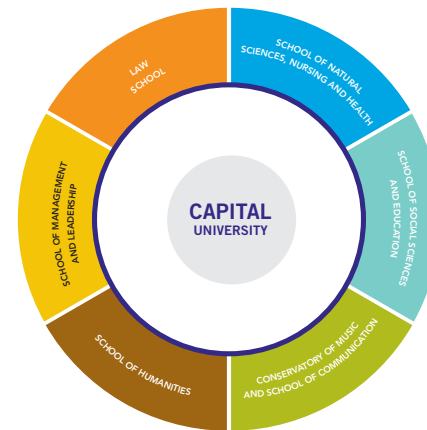 LAW
SCHOOL
SCHOOL OF NATURAL
SCIENCES, NURSING AND HEALTH
SCHOOL OF SOCIAL SCIENCES
AND EDUCATION
CONSERVATORY OF MUSIC
AND SCHOOL OF COMMUNICATION
SCHOOL OF HUMANITIES
SCHOOL OF MANAGEMENT
AND LEADERSHIP
CAPITAL
UNIVERSITY